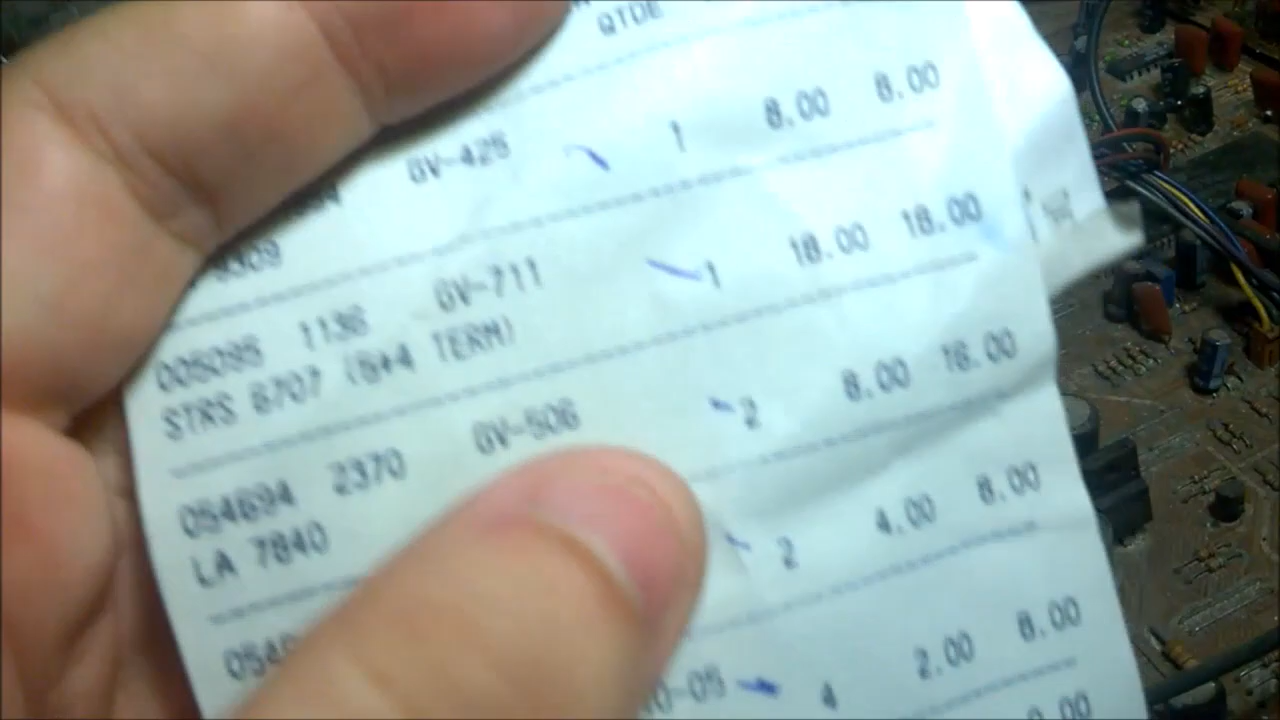 QTDE
GV-425 1 8.00 8.00
005095 1136 GV-711 1 18.00 18.00
STRS 6707 (5+4 TERM)
054694 2370 GV-506 2 8.00 16.00
LA 7840
2 4.00 8.00
4 2.00 8.00